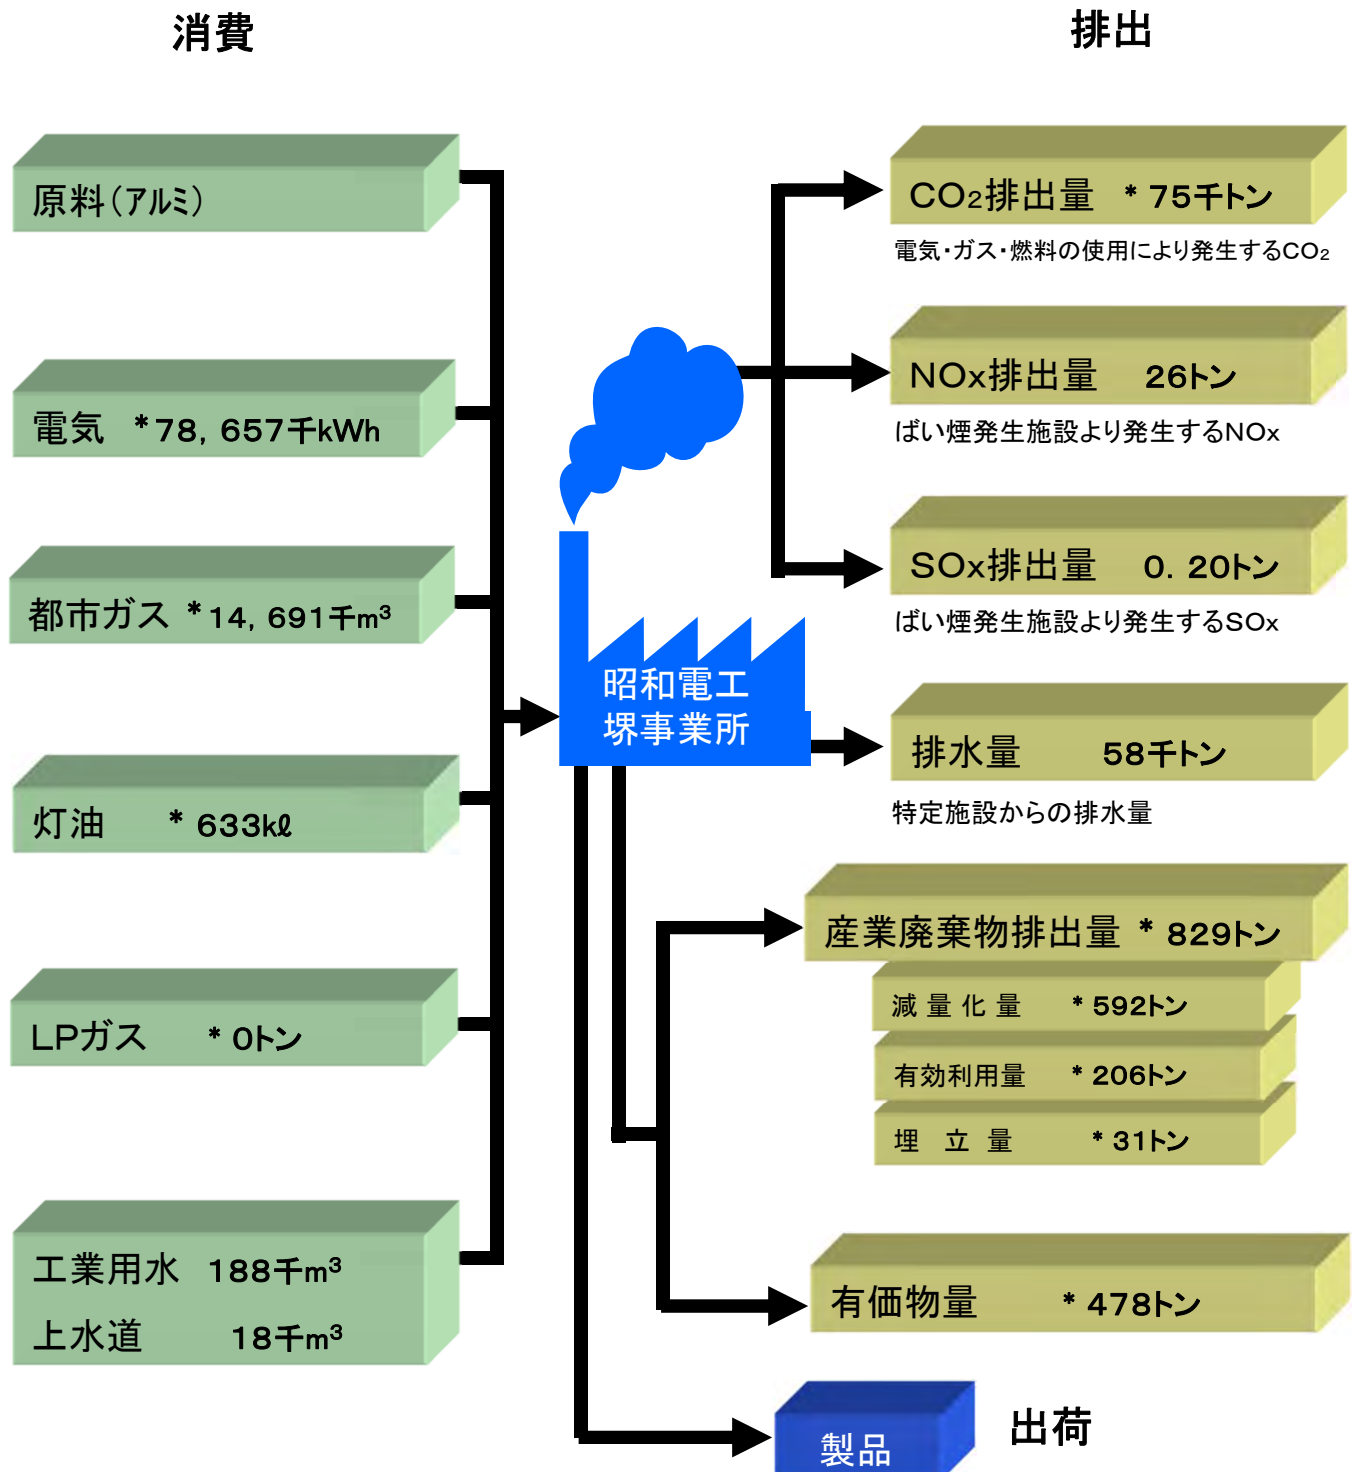 消費
原料(アルミ)
電気 *78,657千kWh
都市ガス *14,691千m³
灯油 *633kℓ
LPガス *0トン
工業用水 188千m³
上水道 18千m³
昭和電工
堺事業所
排出
CO₂排出量 *75千トン
電気・ガス・燃料の使用により発生するCO₂
NOx排出量 26トン
ばい煙発生施設より発生するNOx
SOx排出量 0.20トン
ばい煙発生施設より発生するSOx
排水量 58千トン
特定施設からの排水量
産業廃棄物排出量 *829トン
減量化量 *592トン
有効利用量 *206トン
埋立量 *31トン
有価物量 *478トン
製品
出荷